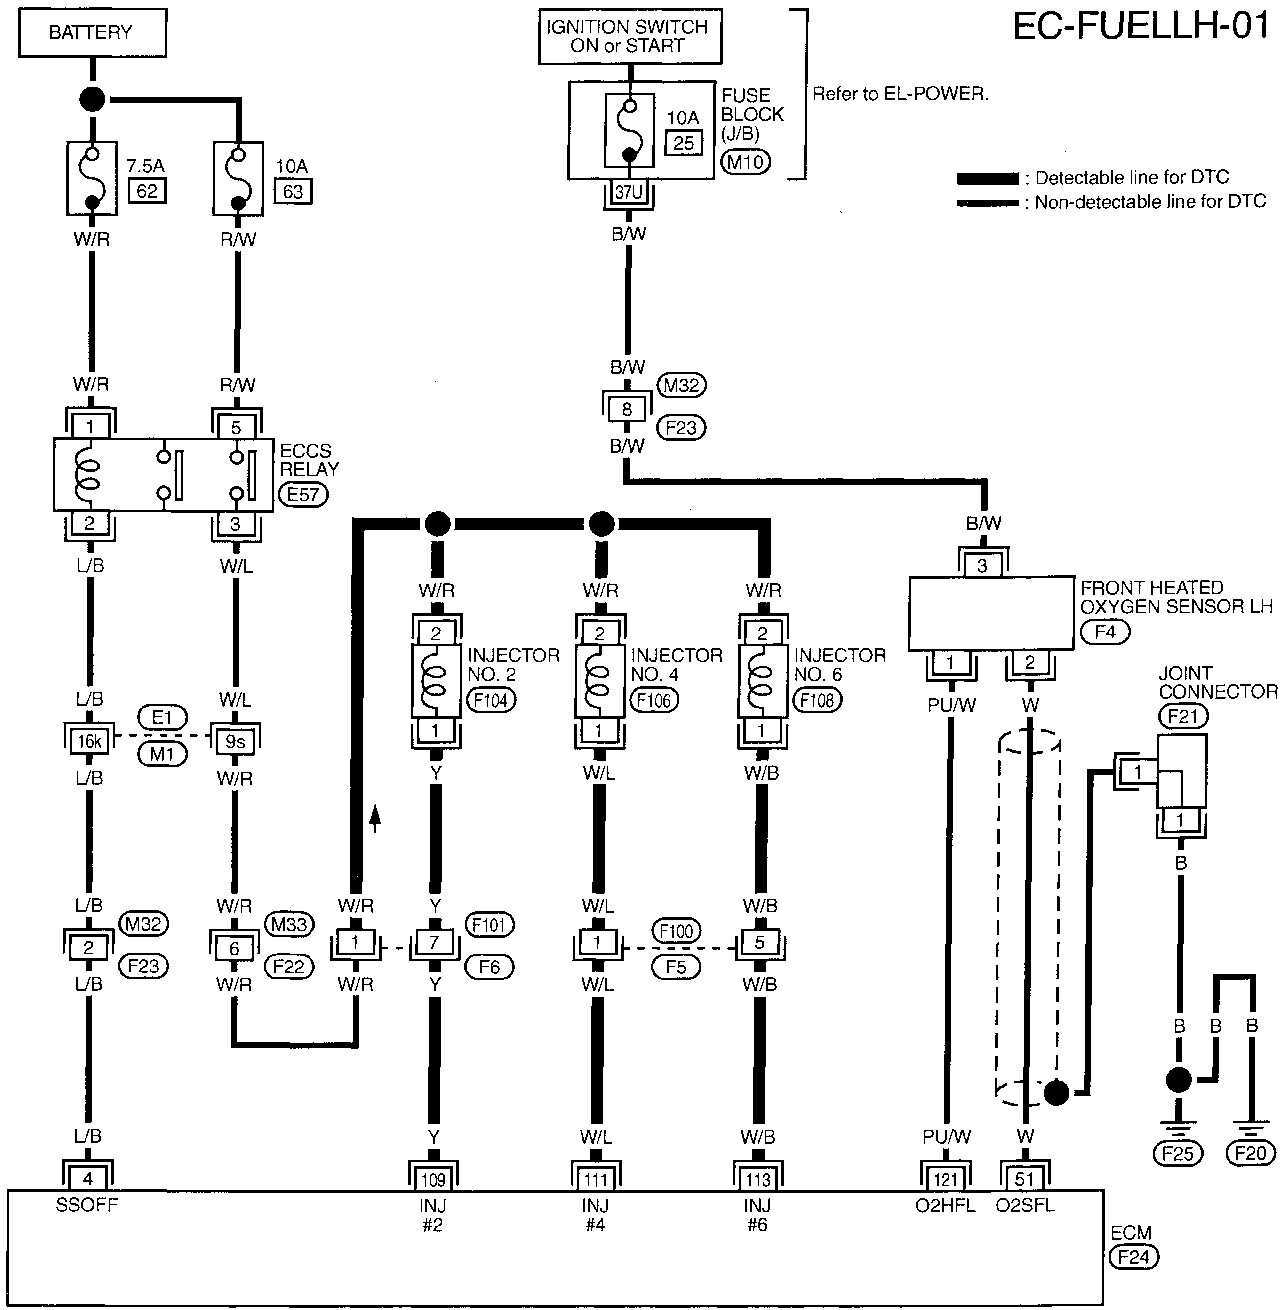 EC-FUELLH-01
BATTERY
IGNITION SWITCH
ON or START
Refer to EL-POWER.
FUSE
BLOCK
(J/B)
M10
10A
25
37U
7.5A
62
10A
63
: Detectable line for DTC
: Non-detectable line for DTC
W/R
R/W
B/W
W/R
R/W
B/W
M32
8
F23
B/W
1
5
ECCS
RELAY
E57
2
3
L/B
W/L
B/W
3
FRONT HEATED
OXYGEN SENSOR LH
F4
1
2
PU/W
W
W/R
W/R
W/R
2
2
2
INJECTOR
NO. 2
F104
INJECTOR
NO. 4
F106
INJECTOR
NO. 6
F108
1
1
1
Y
W/L
W/B
JOINT
CONNECTOR
F21
1
1
B
L/B
W/L
16k
E1
M1
9s
L/B
W/R
L/B
W/R
W/R
Y
W/L
W/B
2
M32
F23
6
M33
F22
1
7
F101
F6
1
F100
F5
5
L/B
W/R
W/R
Y
W/L
W/B
B
B
B
L/B
Y
W/L
W/B
PU/W
W
F25
F20
4
109
111
113
121
51
SSOFF
INJ
#2
INJ
#4
INJ
#6
O2HFL
O2SFL
ECM
F24